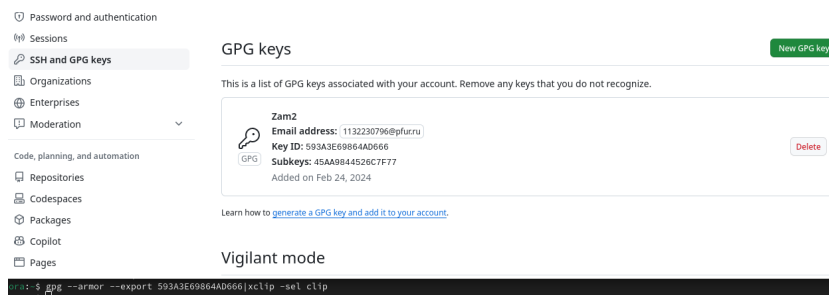 Password and authentication
Sessions
SSH and GPG keys
Organizations
Enterprises
Moderation
Code, planning, and automation
Repositories
Codespaces
Packages
Copilot
Pages
GPG keys
New GPG key
This is a list of GPG keys associated with your account. Remove any keys that you do not recognize.
Zam2
Email address: 1132230796@pfur.ru
Key ID: 593A3E69864AD666
GPG
Subkeys: 45AA9844526C7F77
Added on Feb 24, 2024
Delete
Learn how to generate a GPG key and add it to your account.
Vigilant mode
ora:~$ gpg --armor --export 593A3E69864AD666|xclip -sel clip